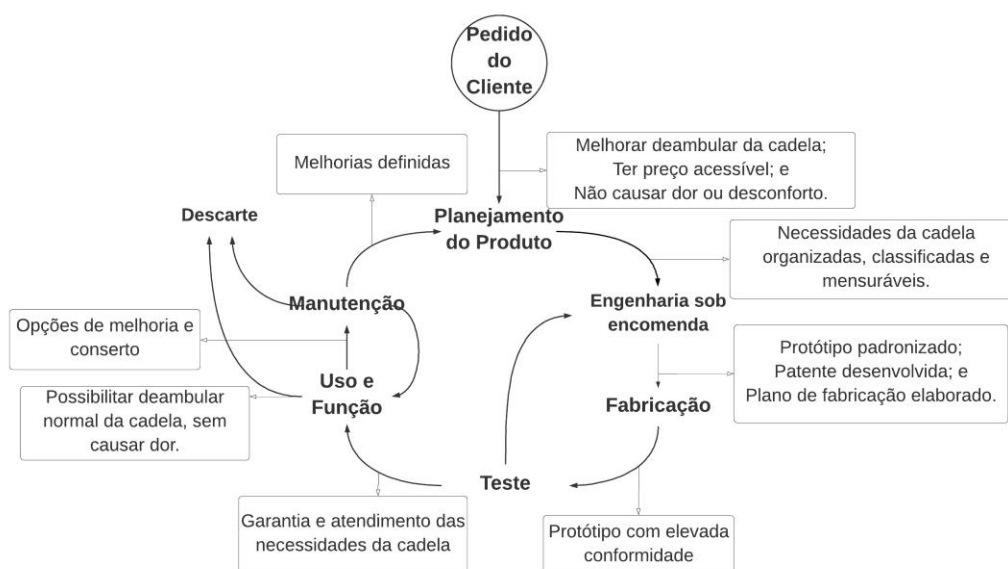 Pedido
do
Cliente
Melhorias definidas
Melhorar deambular da cadela;
Ter preço acessível; e
Não causar dor ou desconforto.
Descarte
Planejamento
do Produto
Necessidades da cadela
organizadas, classificadas e
mensuráveis.
Manutenção
Engenharia sob
encomenda
Opções de melhoria e
conserto
Protótipo padronizado;
Patente desenvolvida; e
Plano de fabricação elaborado.
Uso e
Função
Possibilitar deambular
normal da cadela, sem
causar dor.
Fabricação
Teste
Garantia e atendimento das
necessidades da cadela
Protótipo com elevada
conformidade